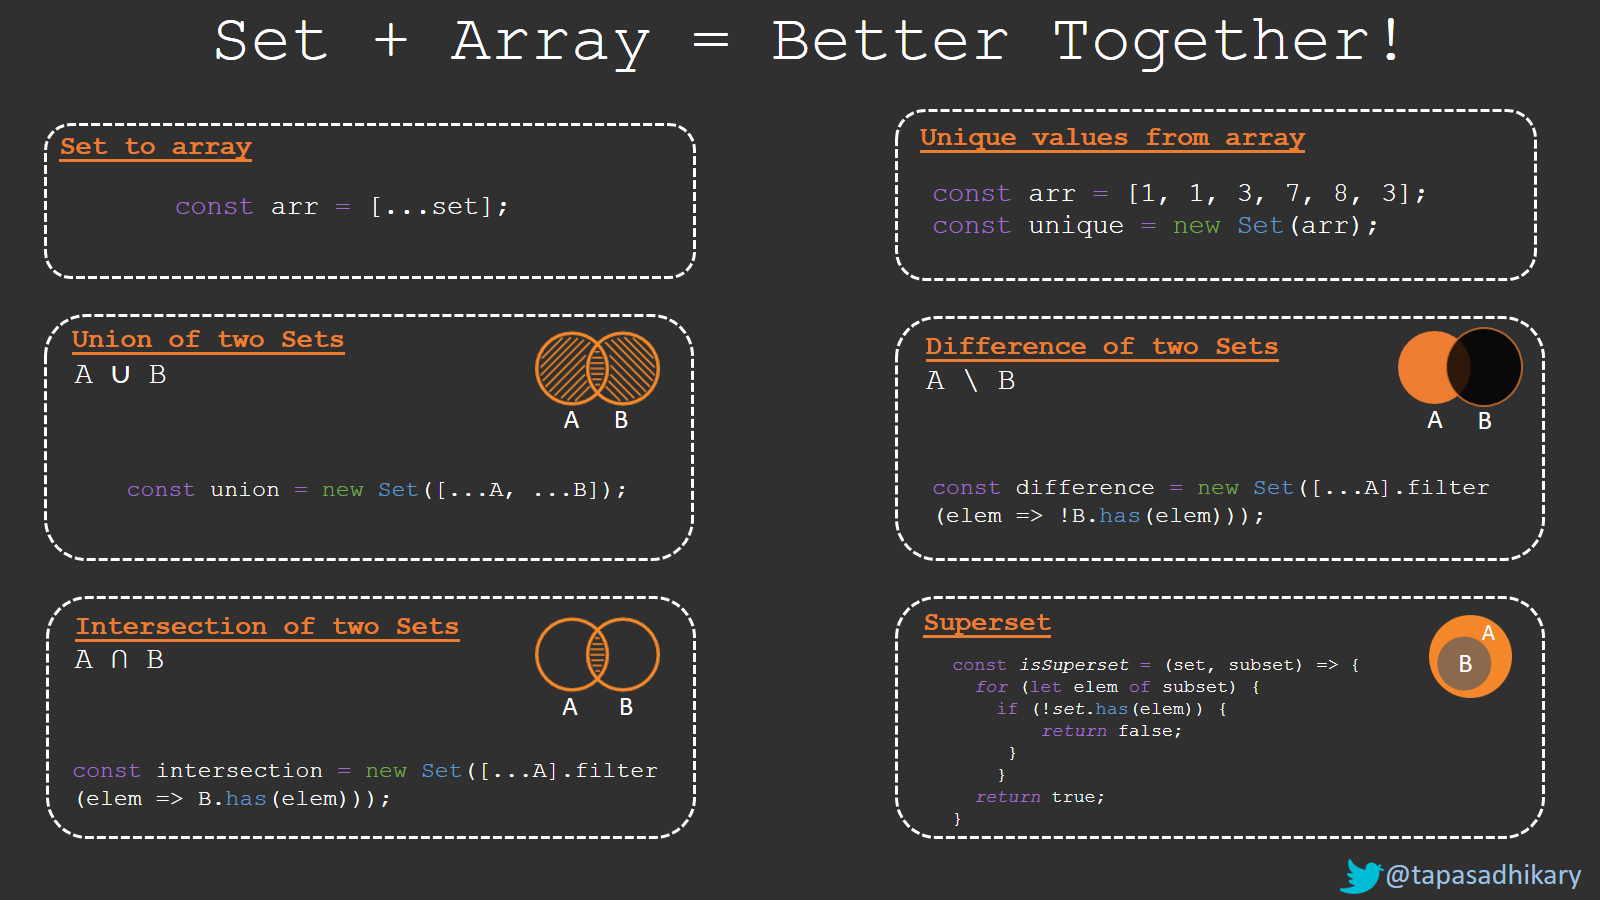 Set + Array = Better Together!
Set to array
const arr = [...set];
Unique values from array
const arr = [1, 1, 3, 7, 8, 3];
const unique = new Set(arr);
Union of two Sets
A ∪ B
A B
const union = new Set([...A, ...B]);
Difference of two Sets
A \ B
A B
const difference = new Set([...A].filter
(elem => !B.has(elem)));
Intersection of two Sets
A ∩ B
A B
const intersection = new Set([...A].filter
(elem => B.has(elem)));
Superset
A
B
const isSuperset = (set, subset) => {
for (let elem of subset) {
if (!set.has(elem)) {
return false;
}
}
return true;
}
@tapasadhikary